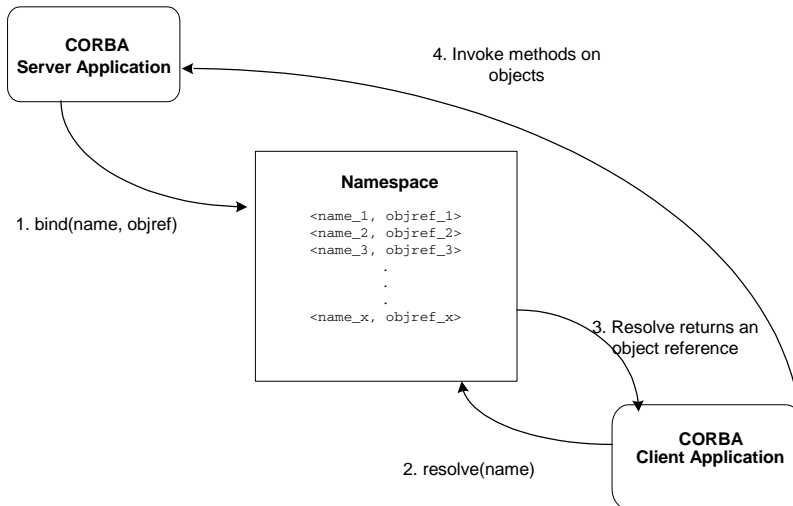 CORBA
Server Application
4. Invoke methods on
objects
Namespace
<name_1, objref_1>
<name_2, objref_2>
<name_3, objref_3>
.
.
.
<name_x, objref_x>
1. bind(name, objref)
3. Resolve returns an
object reference
2. resolve(name)
CORBA
Client Application